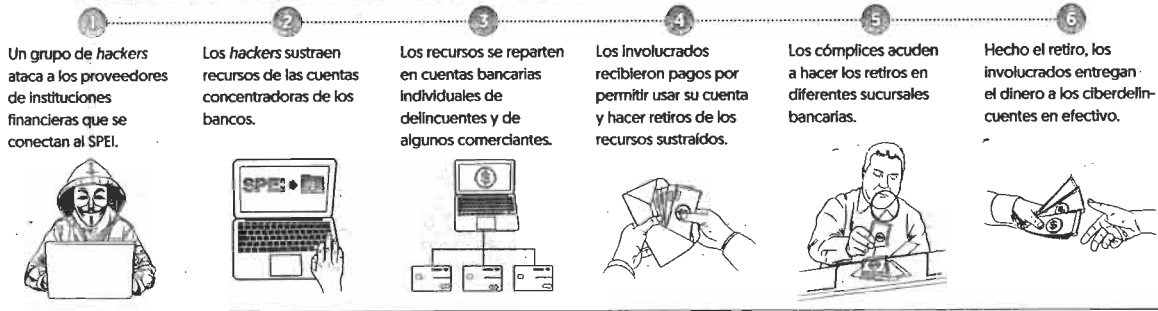 1
Un grupo de hackers
ataca a los proveedores
de instituciones
financieras que se
conectan al SPEI.
2
Los hackers sustraen
recursos de las cuentas
concentradoras de los
bancos.
SPEI
3
Los recursos se reparten
en cuentas bancarias
individuales de
delincuentes y de
algunos comerciantes.
$
4
Los involucrados
recibieron pagos por
permitir usar su cuenta
y hacer retiros de los
recursos sustraídos.
5
Los cómplices acuden
a hacer los retiros en
diferentes sucursales
bancarias.
6
Hecho el retiro, los
involucrados entregan
el dinero a los ciberdelin-
cuentes en efectivo.
$